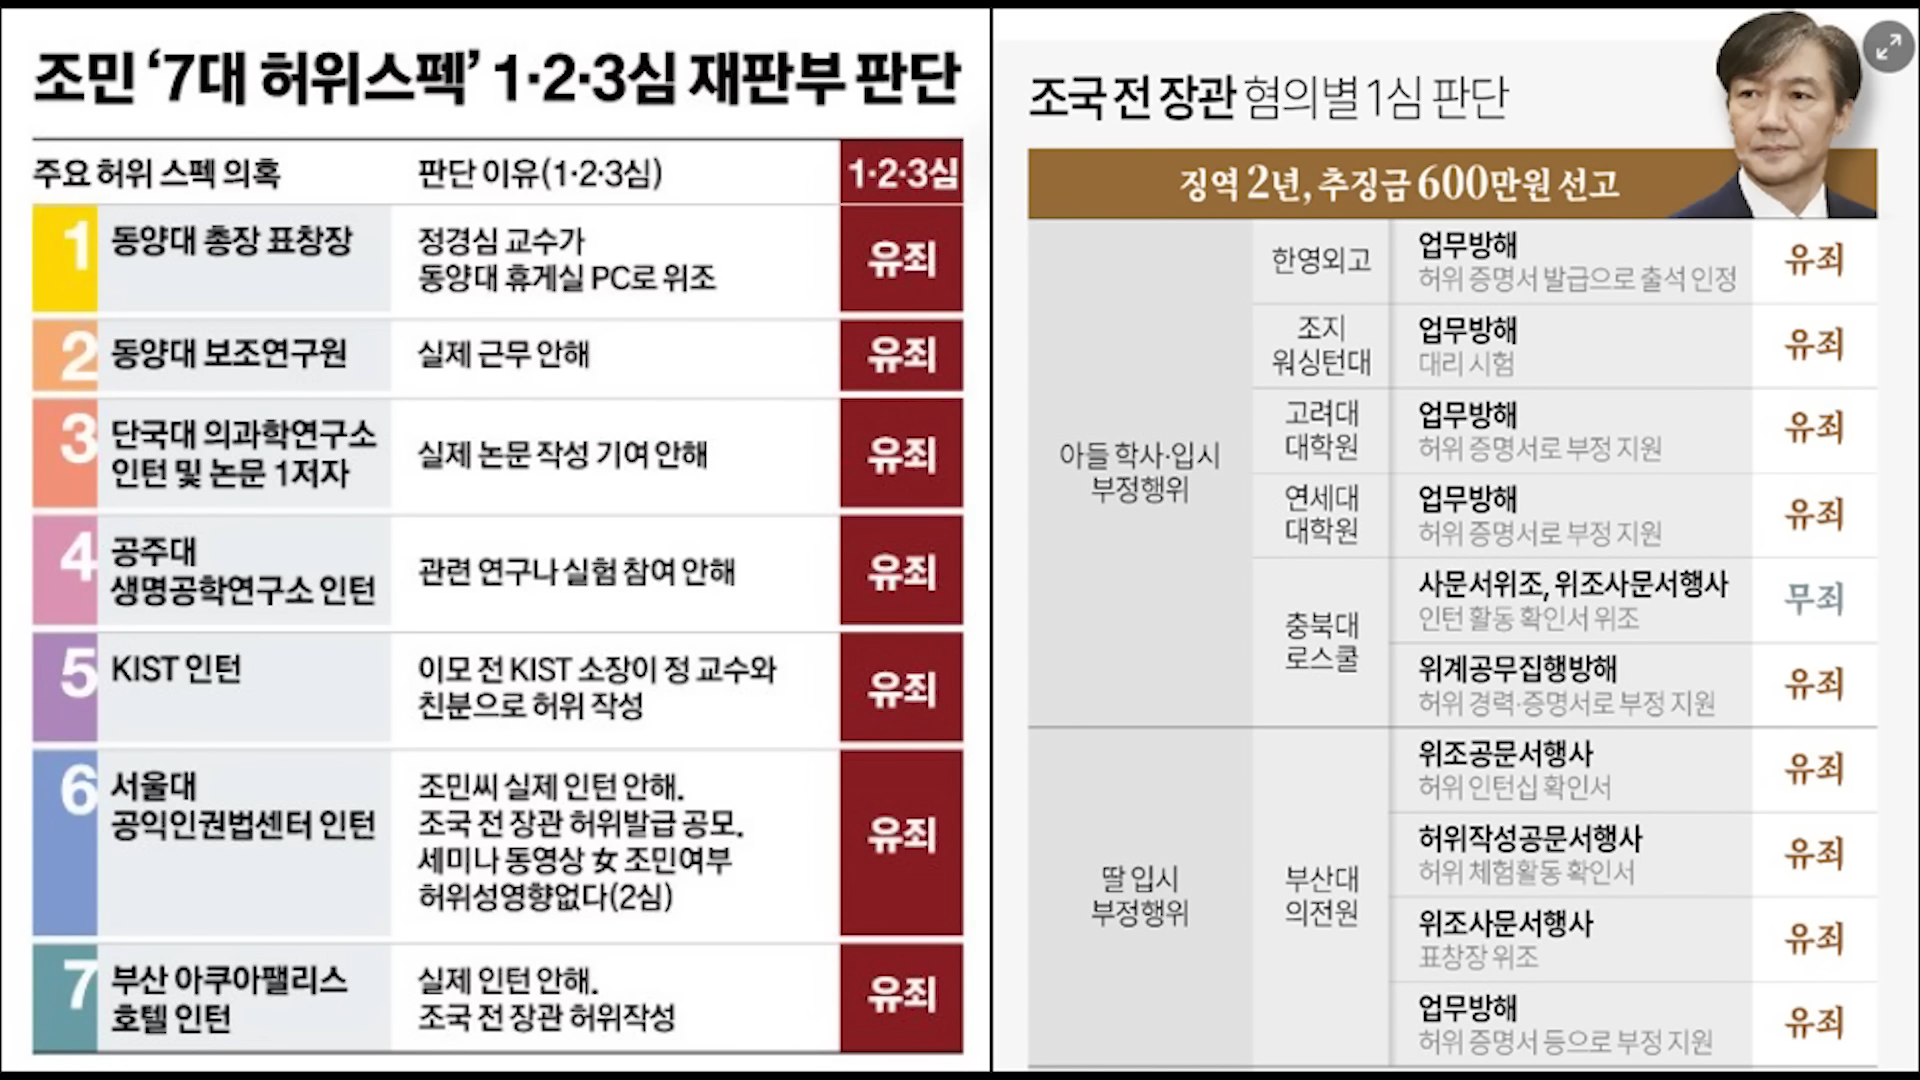 조민 ‘7대 허위스펙’ 1·2·3심 재판부 판단
주요 허위 스펙 의혹
판단 이유(1·2·3심)
1·2·3심
1
동양대 총장 표창장
정경심 교수가
동양대 휴게실 PC로 위조
유죄
2
동양대 보조연구원
실제 근무 안해
유죄
3
단국대 의과학연구소
인턴 및 논문 1저자
실제 논문 작성 기여 안해
유죄
4
공주대
생명공학연구소 인턴
관련 연구나 실험 참여 안해
유죄
5
KIST 인턴
이모 전 KIST 소장이 정 교수와
친분으로 허위 작성
유죄
6
서울대
공익인권법센터 인턴
조민씨 실제 인턴 안해.
조국 전 장관 허위발급 공모.
세미나 동영상 女 조민여부
허위성영향없다(2심)
유죄
7
부산 아쿠아팰리스
호텔 인턴
실제 인턴 안해.
조국 전 장관 허위작성
유죄
조국 전 장관 혐의별 1심 판단
징역 2년, 추징금 600만원 선고
아들 학사·입시
부정행위
한영외고
업무방해
허위 증명서 발급으로 출석 인정
유죄
조지
워싱턴대
업무방해
대리 시험
유죄
고려대
대학원
업무방해
허위 증명서로 부정 지원
유죄
연세대
대학원
업무방해
허위 증명서로 부정 지원
유죄
충북대
로스쿨
사문서위조, 위조사문서행사
인턴 활동 확인서 위조
무죄
위계공무집행방해
허위 경력·증명서로 부정 지원
유죄
딸 입시
부정행위
부산대
의전원
위조공문서행사
허위 인턴십 확인서
유죄
허위작성공문서행사
허위 체험활동 확인서
유죄
위조사문서행사
표창장 위조
유죄
업무방해
허위 증명서 등으로 부정 지원
유죄